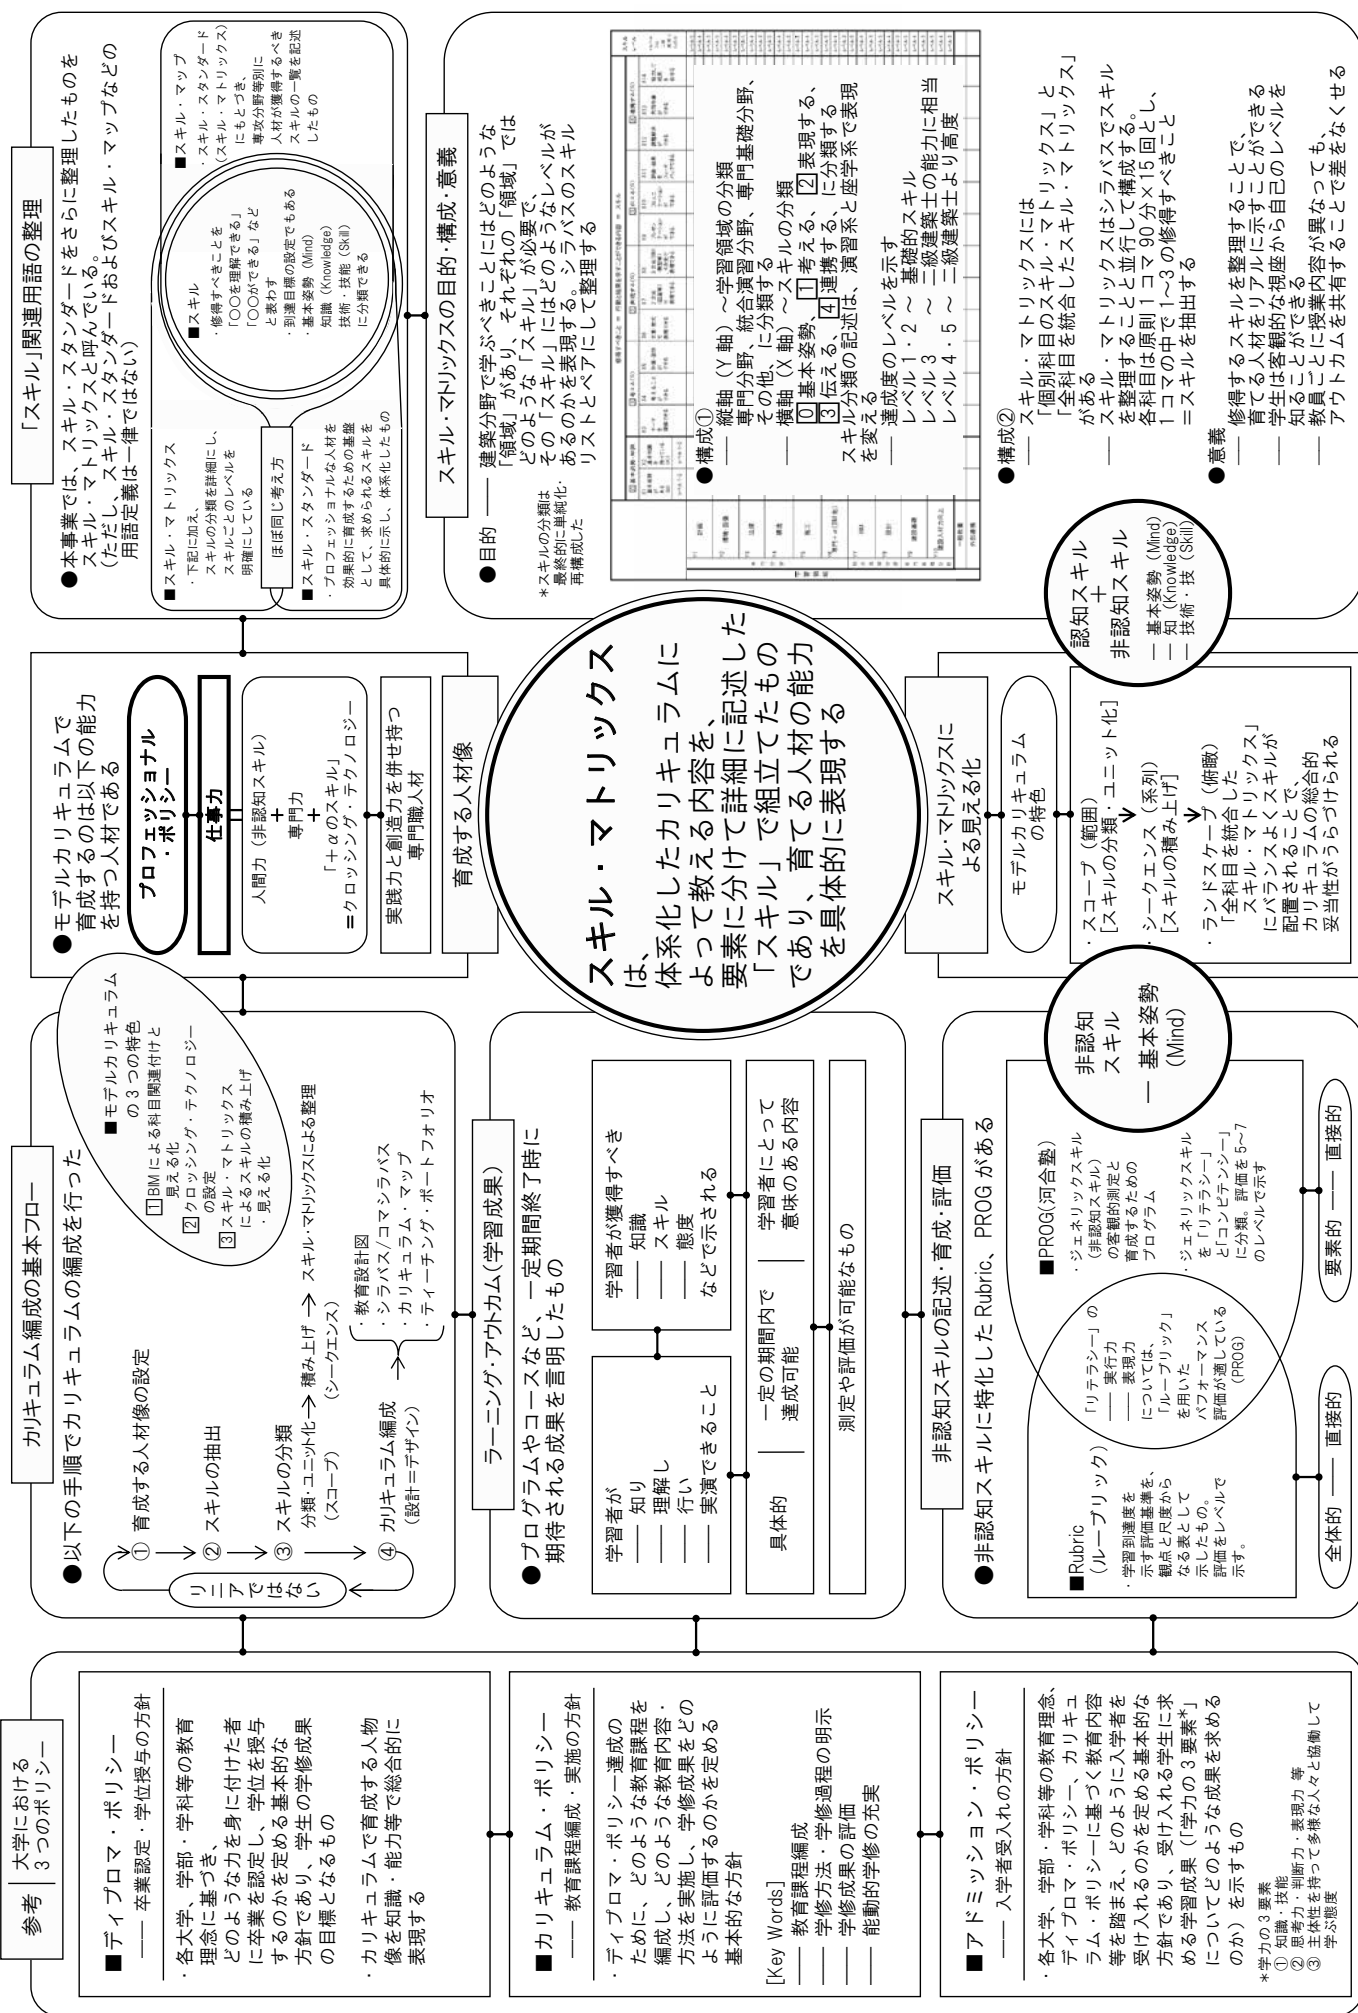 参考
大学における
3つのポリシー
■ディプロマ・ポリシー
―― 卒業認定・学位授与の方針
・各大学、学部・学科等の教育
理念に基づき、
どのような力を身に付けた者
に卒業を認定し、学位を授与
するのかを定める基本的な
方針であり、学生の学修成果
の目標となるもの
・カリキュラムで育成する人物
像を知識・能力等で総合的に
表現する
■カリキュラム・ポリシー
―― 教育課程編成・実施の方針
・ディプロマ・ポリシー達成の
ために、どのような教育課程を
編成し、どのような教育内容・
方法を実施し、学修成果をどの
ように評価するのかを定める
基本的な方針
[Key Words]
―― 教育課程編成
―― 学修方法・学修過程の明示
―― 学修成果の評価
―― 能動的学修の充実
■アドミッション・ポリシー
―― 入学者受入れの方針
・各大学、学部・学科等の教育理念、
ディプロマ・ポリシー、カリキュ
ラム・ポリシーに基づく教育内容
等を踏まえ、どのように入学者を
受け入れるのかを定める基本的な
方針であり、受け入れる学生に求
める学習成果（「学力の3要素*」
についてどのような成果を求める
のか）を示すもの
*学力の3要素
① 知識・技能
② 思考力・判断力・表現力 等
③ 主体性を持って多様な人々と協働して
学ぶ態度
カリキュラム編成の基本フロー
●以下の手順でカリキュラムの編成を行った
リニアではない
① 育成する人材像の設定
② スキルの抽出
③ スキルの分類
分類・ユニット化→ 積み上げ → スキル・マトリックスによる整理
（スコープ） （シークエンス）
④ カリキュラム編成 →
（設計＝デザイン）
・教育設計図
・シラバス/コマシラバス
・カリキュラム・マップ
・ティーチング・ポートフォリオ
■モデルカリキュラム
の3つの特色
1 BMによる科目関連付けと
見える化
2 クロッシング・テクノロジー
の設定
3 スキル・マトリックス
によるスキルの積み上げ
・見える化
ラーニング・アウトカム(学習成果)
●プログラムやコースなど、一定期間終了時に
期待される成果を言明したもの
学習者が
―― 知り
―― 理解し
―― 行い
―― 実演できること
学習者が獲得すべき
―― 知識
―― スキル
―― 態度
などで示される
具体的
一定の期間内で
達成可能
学習者にとって
意味のある内容
測定や評価が可能なもの
非認知スキルの記述・育成・評価
●非認知スキルに特化した Rubric、PROG がある
■Rubric
（ルーブリック）
・学習到達度を
示す評価基準を、
観点と尺度から
なる表として
示したもの。
評価をレベルで
示す。
「リテラシー」の
―― 実行力
―― 表現力
については、
「ルーブリック」
を用いた
パフォーマンス
評価が適している
（PROG）
■PROG(河合塾)
・ジェネリックスキル
（非認知スキル）
の客観的測定と
育成するための
プログラム
・ジェネリックスキル
を「リテラシー」
と「コンピテンシー」
に分類。評価を5〜7
のレベルで示す
全体的 ―― 直接的
要素的 ―― 直接的
非認知
スキル
― 基本姿勢
（Mind）
●モデルカリキュラムで
育成するのは以下の能力
を持つ人材である
プロフェッショナル
・ポリシー
仕事力
人間力（非認知スキル）
＋
専門力
＋
「＋αのスキル」
＝クロッシング・テクノロジー
実践力と創造力を併せ持つ
専門職人材
育成する人材像
スキル・マトリックス
は、
体系化したカリキュラムに
よって教える内容を、
要素に分けて詳細に記述した
「スキル」で組立てたもの
であり、育てる人材の能力
を具体的に表現する
スキル・マトリックスに
よる見える化
モデルカリキュラム
の特色
・スコープ（範囲）
[スキルの分類・ユニット化]
・シークエンス（系列）
[スキルの積み上げ]
・ランドスケープ（俯瞰）
「全科目を統合した
スキル・マトリックス」
にバランスよくスキルが
配置されることで、
カリキュラムの総合的
妥当性がうらづけられる
認知スキル
＋
非認知スキル
― 基本姿勢（Mind）
― 知（Knowledge）
― 技術・技（Skill）
「スキル」関連用語の整理
●本事業では、スキル・スタンダードをさらに整理したものを
スキル・マトリックスと呼んでいる。
（ただし、スキル・スタンダードおよびスキル・マップなどの
用語定義は一律ではない）
■スキル・マトリックス
・下記に加え、
スキルの分類を詳細にし、
スキルごとのレベルを
明確にしている
ほぼ同じ考え方
■スキル・スタンダード
・プロフェッショナルな人材を
効果的に育成するための基盤
として、求められるスキルを
具体的に示し、体系化したもの
■スキル
・修得すべきことを
「○○を理解できる」
「○○ができる」など
と表わす
・到達目標の設定でもある
・基本姿勢（Mind）
知識（Knowledge）
技術・技能（Skill）
に分類できる
■スキル・マップ
・スキル・スタンダード
（スキル・マトリックス）
にもとづき、
専攻分野等別に
人材が獲得するべき
スキルの一覧を記述
したもの
スキル・マトリックスの目的・構成・意義
●目的 ―― 建築分野で学ぶべきことにはどのような
「領域」があり、それぞれの「領域」では
どのような「スキル」が必要で、
その「スキル」にはどのようなレベルが
あるのかを表現する。シラバスのスキル
リストとペアにして整理する
*スキルの分類は
最終的に単純化・
再構成した
●構成①
―― 縦軸（Y軸）〜学習領域の分類
専門分野、統合演習分野、専門基礎分野、
その他、に分類する
―― 横軸（X軸）〜スキルの分類
0 基本姿勢、1 考える、2 表現する、
3 伝える、4 連携する、に分類する
スキル分類の記述は、演習系と座学系で表現
を変える
―― 達成度のレベルを示す
レベル1・2 〜 基礎的スキル
レベル3 〜 二級建築士の能力に相当
レベル4・5 〜 二級建築士より高度
●構成②
―― スキル・マトリックスには
「個別科目のスキル・マトリックス」と
「全科目を統合したスキル・マトリックス」
がある
―― スキル・マトリックスはシラバスでスキル
を整理することと並行して構成する。
各科目は原則1コマ90分×15回とし、
1コマの中で1〜3の修得すべきこと
＝スキルを抽出する
●意義
―― 修得するスキルを整理することで、
育てる人材をリアルに示すことができる
―― 学生は客観的な視座から自己のレベルを
知ることができる
―― 教員ごとに授業内容が異なっても、
アウトカムを共有することで差をなくせる